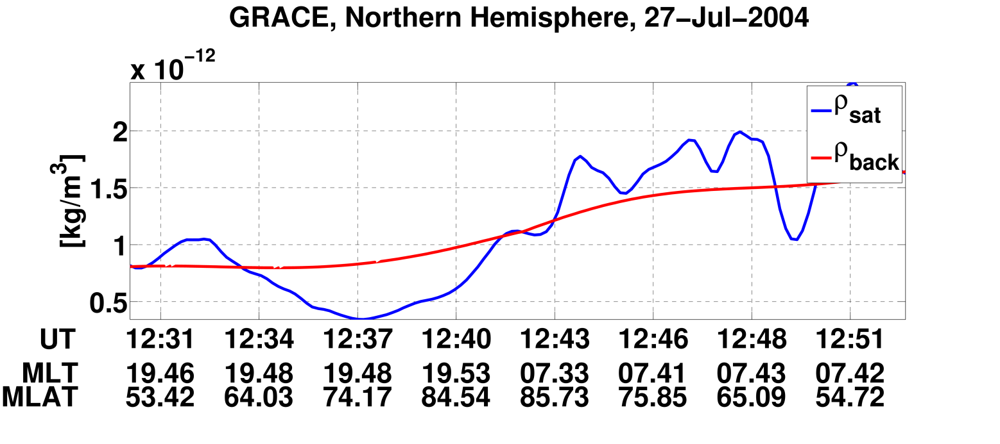 GRACE, Northern Hemisphere, 27−Jul−2004
x 10−12
ρsat
ρback
[kg/m3]
2
1.5
1
0.5
UT 12:31 12:34 12:37 12:40 12:43 12:46 12:48 12:51
MLT 19.46 19.48 19.48 19.53 07.33 07.41 07.43 07.42
MLAT 53.42 64.03 74.17 84.54 85.73 75.85 65.09 54.72